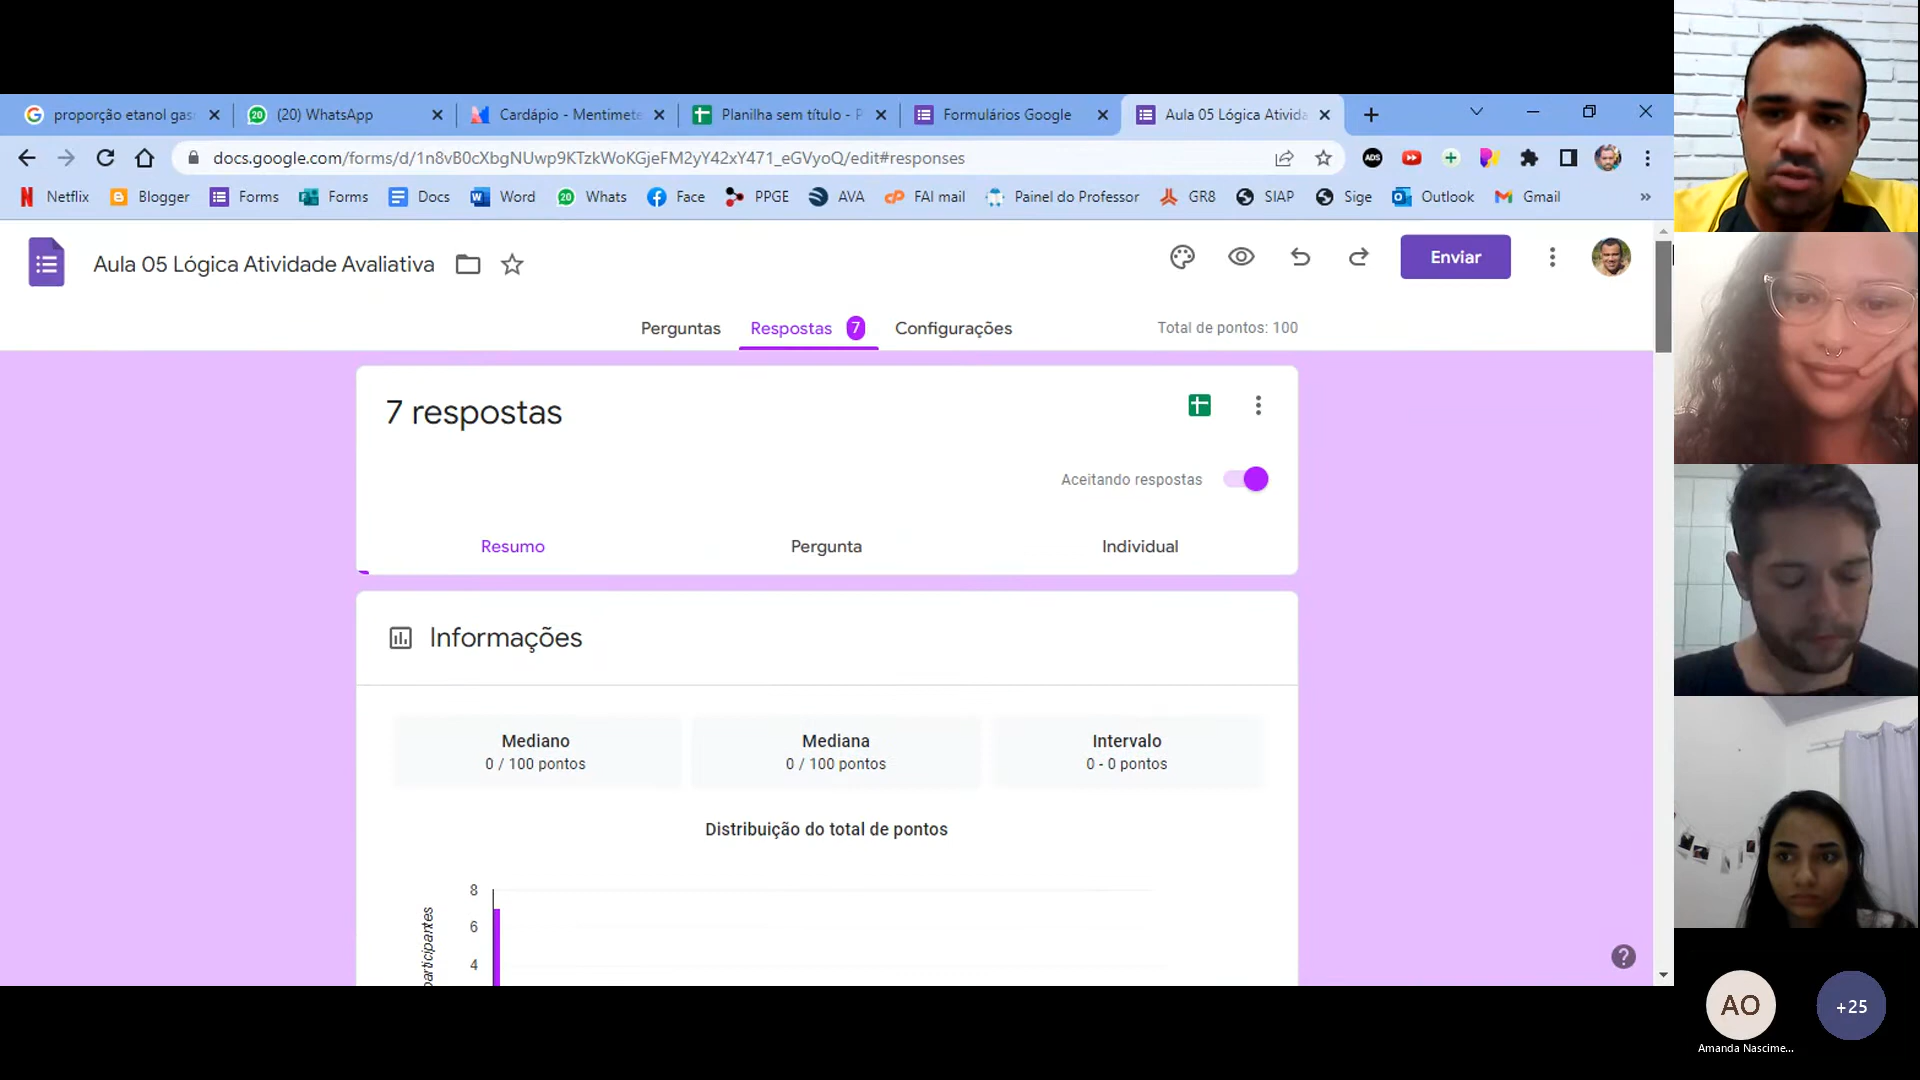 proporção etanol gas
20
(20) WhatsApp
Cardápio - Mentimete
Planilha sem título - P
Formulários Google
Aula 05 Lógica Ativida
docs.google.com/forms/d/1n8vB0cXbgNUwp9KTzkWoKGjeFM2yY42xY471_eGVyoQ/edit#responses
ADS
Netflix
Blogger
Forms
Forms
Docs
Word
20
Whats
Face
PPGE
AVA
FAI mail
Painel do Professor
GR8
SIAP
Sige
Outlook
Gmail
»
Aula 05 Lógica Atividade Avaliativa
Enviar
Perguntas
Respostas 7
Configurações
Total de pontos: 100
7 respostas
Aceitando respostas
Resumo
Pergunta
Individual
Informações
Mediano
0 / 100 pontos
Mediana
0 / 100 pontos
Intervalo
0 - 0 pontos
Distribuição do total de pontos
8
6
4
participantes
AO
+25
Amanda Nascime...